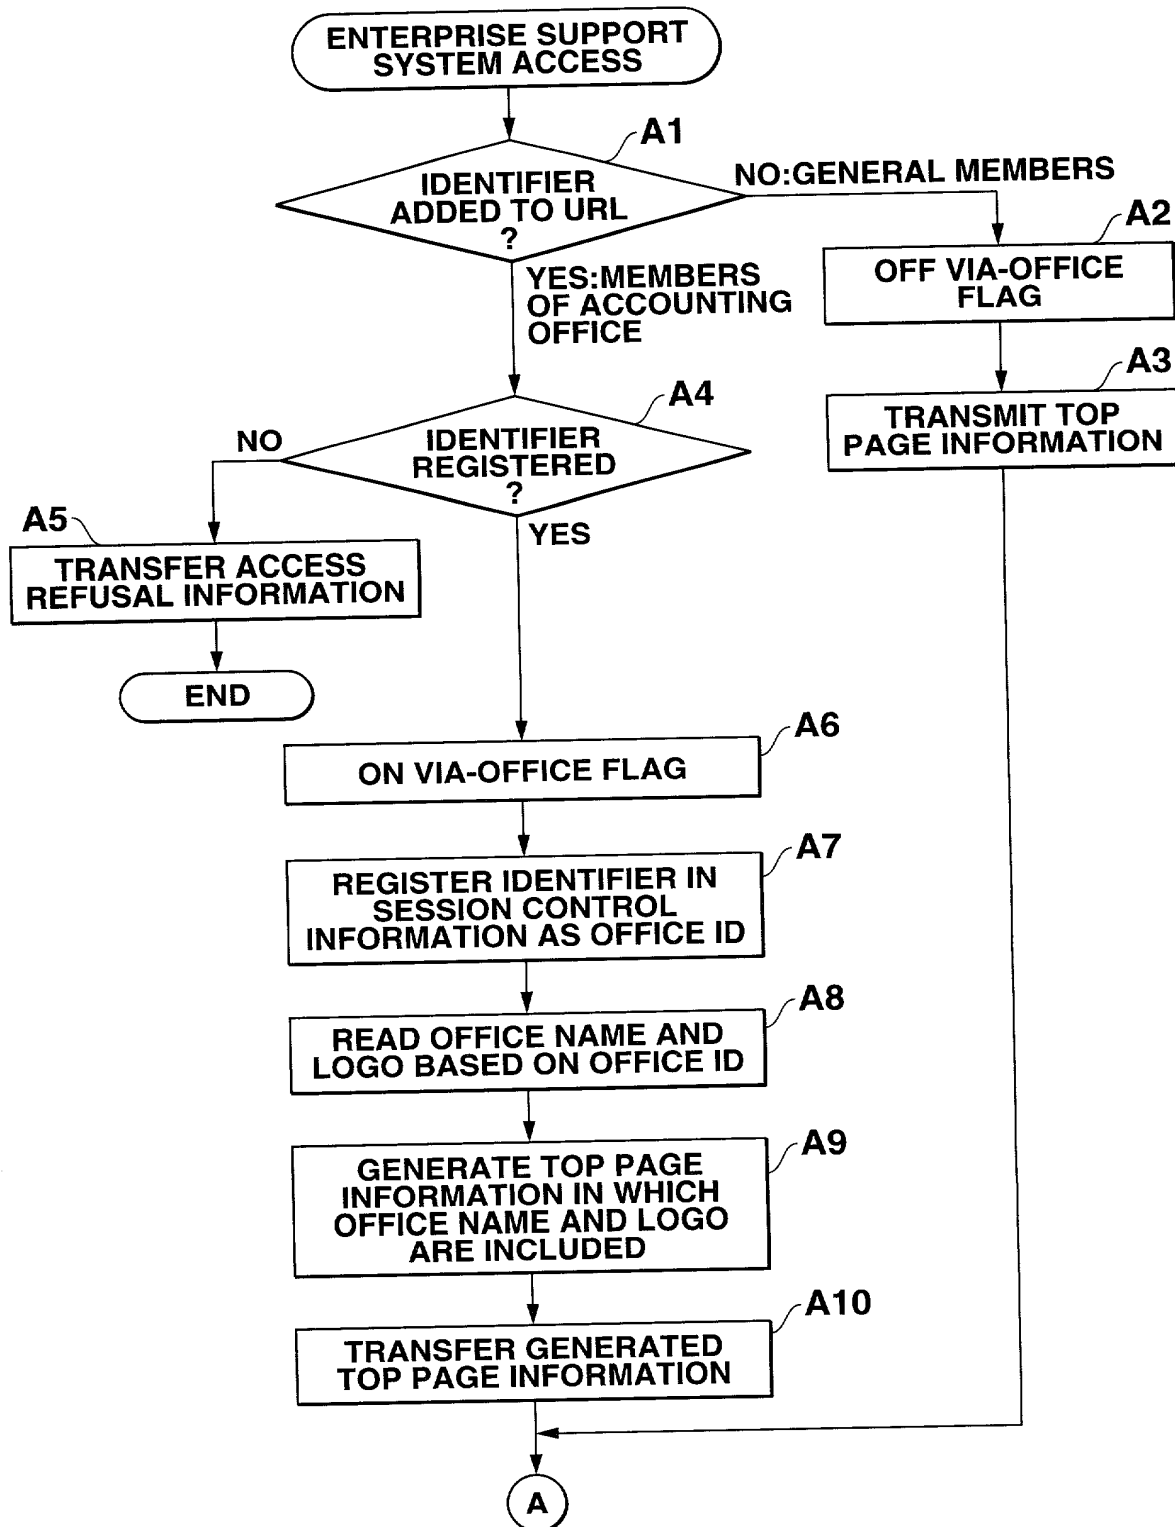 ENTERPRISE SUPPORT
SYSTEM ACCESS
A1
IDENTIFIER
ADDED TO URL
?
NO:GENERAL MEMBERS
A2
OFF VIA-OFFICE
FLAG
YES:MEMBERS
OF ACCOUNTING
OFFICE
A3
TRANSMIT TOP
PAGE INFORMATION
A4
IDENTIFIER
REGISTERED
?
NO
YES
A5
TRANSFER ACCESS
REFUSAL INFORMATION
END
A6
ON VIA-OFFICE FLAG
A7
REGISTER IDENTIFIER IN
SESSION CONTROL
INFORMATION AS OFFICE ID
A8
READ OFFICE NAME AND
LOGO BASED ON OFFICE ID
A9
GENERATE TOP PAGE
INFORMATION IN WHICH
OFFICE NAME AND LOGO
ARE INCLUDED
A10
TRANSFER GENERATED
TOP PAGE INFORMATION
A